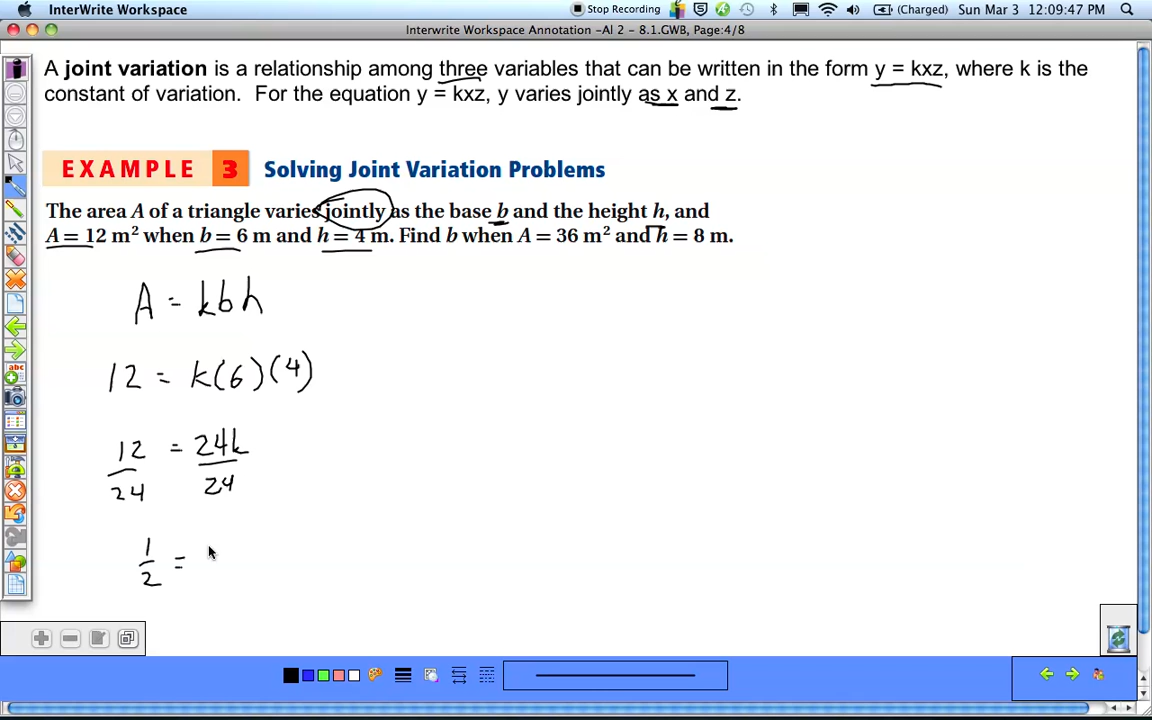 InterWrite Workspace
Stop Recording
(Charged)
Sun Mar 3 12:09:47 PM
Interwrite Workspace Annotation -Al 2 - 8.1.GWB, Page:4/8
A joint variation is a relationship among three variables that can be written in the form y = kxz, where k is the
constant of variation. For the equation y = kxz, y varies jointly as x and z.
EXAMPLE 3 Solving Joint Variation Problems
The area A of a triangle varies jointly as the base b and the height h, and
A = 12 m² when b = 6 m and h = 4 m. Find b when A = 36 m² and h = 8 m.
A = kbh
12 = k(6)(4)
12 = 24k
24 24
1
=
2
abc